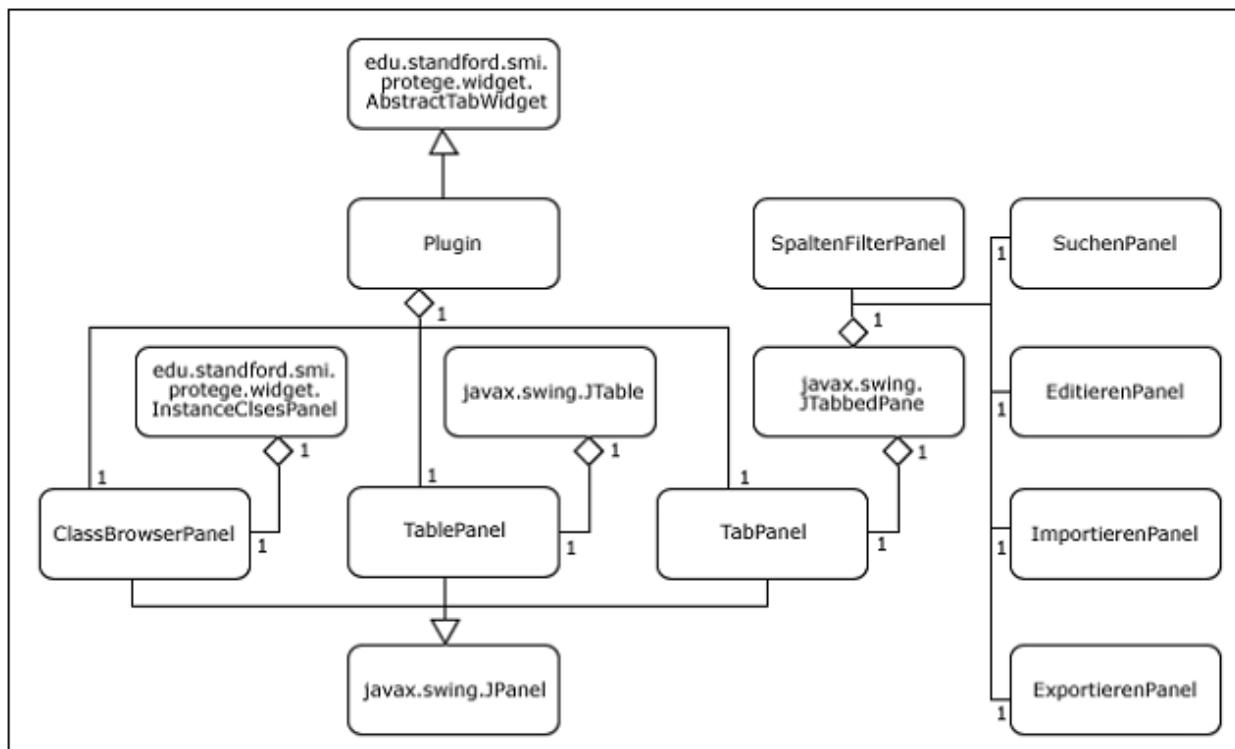 edu.standford.smi.
protege.widget.
AbstractTabWidget
Plugin
SpaltenFilterPanel
SuchenPanel
1
1
1
edu.standford.smi.
protege.widget.
InstanceClsesPanel
javax.swing.JTable
javax.swing.
JTabbedPane
EditierenPanel
1
1
1
1
1
1
1
ClassBrowserPanel
TablePanel
TabPanel
ImportierenPanel
1
1
1
1
javax.swing.JPanel
ExportierenPanel
1